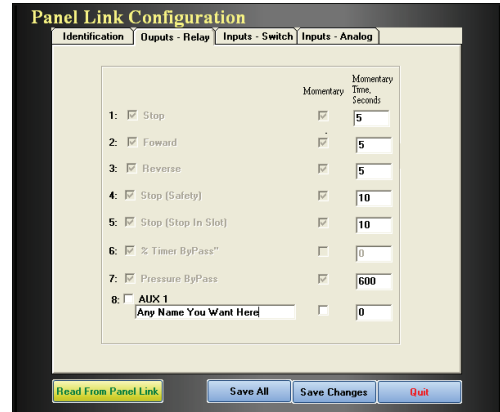 Panel Link Configuration
Identification Ouputs - Relay Inputs - Switch Inputs - Analog
Momentary
Momentary Time, Seconds
1: Stop 5
2: Foward 5
3: Reverse 5
4: Stop (Safety) 10
5: Stop (Stop In Slot) 10
6: % Timer ByPass" 0
7: Pressure ByPass 600
8: AUX 1
Any Name You Want Here 0
Read From Panel Link Save All Save Changes Quit